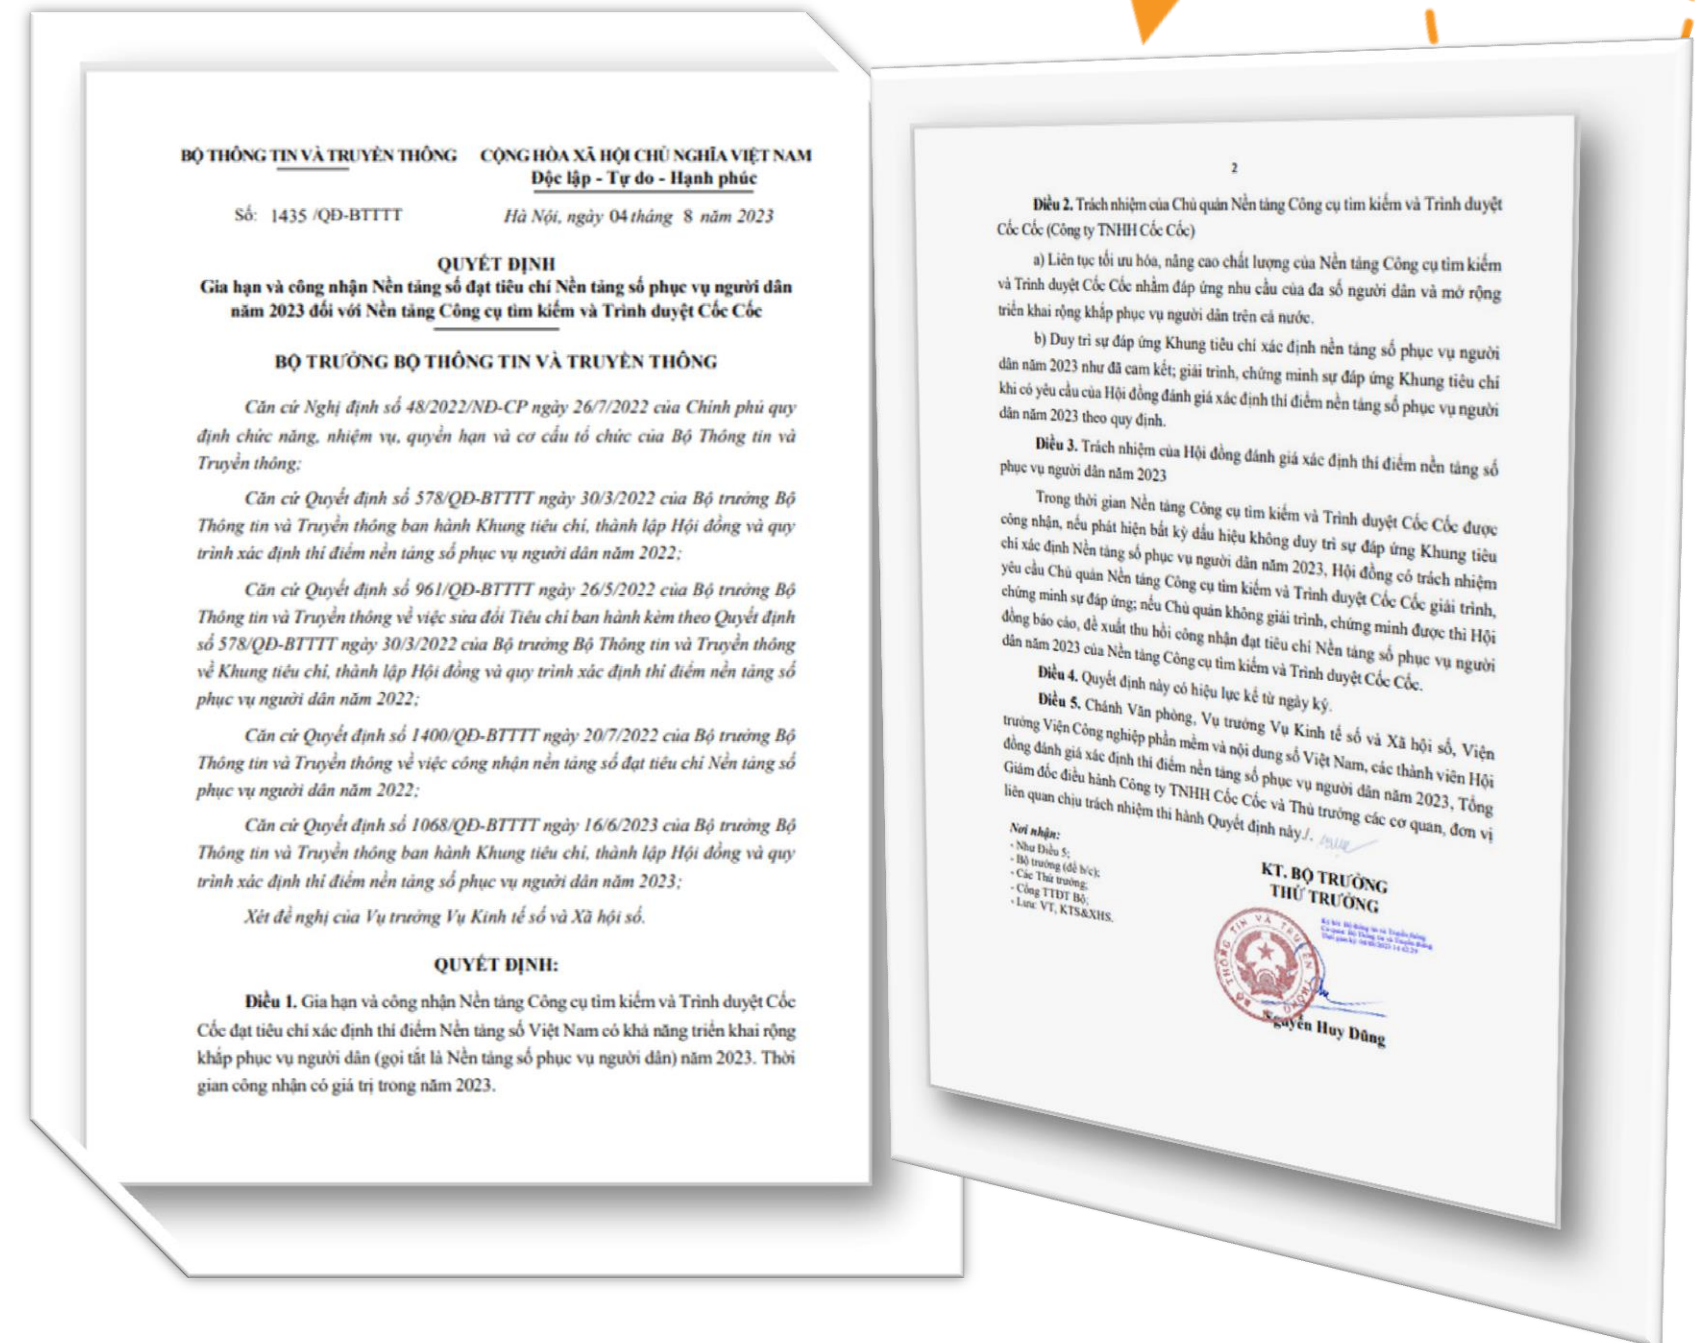 BỘ THÔNG TIN VÀ TRUYỀN THÔNG
CỘNG HÒA XÃ HỘI CHỦ NGHĨA VIỆT NAM
Độc lập - Tự do - Hạnh phúc
Số: 1435 /QĐ-BTTTT
Hà Nội, ngày 04 tháng 8 năm 2023
QUYẾT ĐỊNH
Gia hạn và công nhận Nền tảng số đạt tiêu chí Nền tảng số phục vụ người dân
năm 2023 đối với Nền tảng Công cụ tìm kiếm và Trình duyệt Cốc Cốc
BỘ TRƯỞNG BỘ THÔNG TIN VÀ TRUYỀN THÔNG
Căn cứ Nghị định số 48/2022/NĐ-CP ngày 26/7/2022 của Chính phủ quy
định chức năng, nhiệm vụ, quyền hạn và cơ cấu tổ chức của Bộ Thông tin và
Truyền thông;
Căn cứ Quyết định số 578/QĐ-BTTTT ngày 30/3/2022 của Bộ trưởng Bộ
Thông tin và Truyền thông ban hành Khung tiêu chí, thành lập Hội đồng và quy
trình xác định thí điểm nền tảng số phục vụ người dân năm 2022;
Căn cứ Quyết định số 961/QĐ-BTTTT ngày 26/5/2022 của Bộ trưởng Bộ
Thông tin và Truyền thông về việc sửa đổi Tiêu chí ban hành kèm theo Quyết định
số 578/QĐ-BTTTT ngày 30/3/2022 của Bộ trưởng Bộ Thông tin và Truyền thông
về Khung tiêu chí, thành lập Hội đồng và quy trình xác định thí điểm nền tảng số
phục vụ người dân năm 2022;
Căn cứ Quyết định số 1400/QĐ-BTTTT ngày 20/7/2022 của Bộ trưởng Bộ
Thông tin và Truyền thông về việc công nhận nền tảng số đạt tiêu chí Nền tảng số
phục vụ người dân năm 2022;
Căn cứ Quyết định số 1068/QĐ-BTTTT ngày 16/6/2023 của Bộ trưởng Bộ
Thông tin và Truyền thông ban hành Khung tiêu chí, thành lập Hội đồng và quy
trình xác định thí điểm nền tảng số phục vụ người dân năm 2023;
Xét đề nghị của Vụ trưởng Vụ Kinh tế số và Xã hội số.
QUYẾT ĐỊNH:
Điều 1. Gia hạn và công nhận Nền tảng Công cụ tìm kiếm và Trình duyệt Cốc
Cốc đạt tiêu chí xác định thí điểm Nền tảng số Việt Nam có khả năng triển khai rộng
khắp phục vụ người dân (gọi tắt là Nền tảng số phục vụ người dân) năm 2023. Thời
gian công nhận có giá trị trong năm 2023.
2
Điều 2. Trách nhiệm của Chủ quản Nền tảng Công cụ tìm kiếm và Trình duyệt
Cốc Cốc (Công ty TNHH Cốc Cốc)
a) Liên tục tối ưu hóa, nâng cao chất lượng của Nền tảng Công cụ tìm kiếm
và Trình duyệt Cốc Cốc nhằm đáp ứng nhu cầu của đa số người dân và mở rộng
triển khai rộng khắp phục vụ người dân trên cả nước.
b) Duy trì sự đáp ứng Khung tiêu chí xác định nền tảng số phục vụ người
dân năm 2023 như đã cam kết; giải trình, chứng minh sự đáp ứng Khung tiêu chí
khi có yêu cầu của Hội đồng đánh giá xác định thí điểm nền tảng số phục vụ người
dân năm 2023 theo quy định.
Điều 3. Trách nhiệm của Hội đồng đánh giá xác định thí điểm nền tảng số
phục vụ người dân năm 2023
Trong thời gian Nền tảng Công cụ tìm kiếm và Trình duyệt Cốc Cốc được
công nhận, nếu phát hiện bất kỳ dấu hiệu không duy trì sự đáp ứng Khung tiêu
chí xác định Nền tảng số phục vụ người dân năm 2023, Hội đồng có trách nhiệm
yêu cầu Chủ quản Nền tảng Công cụ tìm kiếm và Trình duyệt Cốc Cốc giải trình,
chứng minh sự đáp ứng; nếu Chủ quản không giải trình, chứng minh được thì Hội
đồng báo cáo, đề xuất thu hồi công nhận đạt tiêu chí Nền tảng số phục vụ người
dân năm 2023 của Nền tảng Công cụ tìm kiếm và Trình duyệt Cốc Cốc.
Điều 4. Quyết định này có hiệu lực kể từ ngày ký.
Điều 5. Chánh Văn phòng, Vụ trưởng Vụ Kinh tế số và Xã hội số, Viện
trưởng Viện Công nghiệp phần mềm và nội dung số Việt Nam, các thành viên Hội
đồng đánh giá xác định thí điểm nền tảng số phục vụ người dân năm 2023, Tổng
Giám đốc điều hành Công ty TNHH Cốc Cốc và Thủ trưởng các cơ quan, đơn vị
liên quan chịu trách nhiệm thi hành Quyết định này./.
Nơi nhận:
- Như Điều 5;
- Bộ trưởng (để b/c);
- Các Thứ trưởng;
- Cổng TTĐT Bộ;
- Lưu: VT, KTS&XHS.
KT. BỘ TRƯỞNG
THỨ TRƯỞNG
BỘ THÔNG TIN VÀ TRUYỀN THÔNG
Nguyễn Huy Dũng